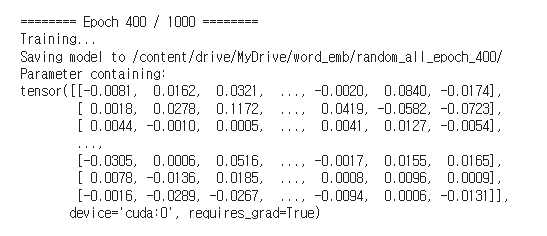 ======== Epoch 400 / 1000 ========
Training...
Saving model to /content/drive/MyDrive/word_emb/random_all_epoch_400/
Parameter containing:
tensor([[-0.0081,  0.0162,  0.0321,  ..., -0.0020,  0.0840, -0.0174],
        [ 0.0018,  0.0278,  0.1172,  ...,  0.0419, -0.0582, -0.0723],
        [ 0.0044, -0.0010,  0.0005,  ...,  0.0041,  0.0127, -0.0054],
        ...,
        [-0.0305,  0.0006,  0.0516,  ..., -0.0017,  0.0155,  0.0165],
        [ 0.0078, -0.0136,  0.0185,  ...,  0.0008,  0.0096,  0.0009],
        [-0.0016, -0.0289, -0.0267,  ..., -0.0094,  0.0006, -0.0131]],
       device='cuda:0', requires_grad=True)